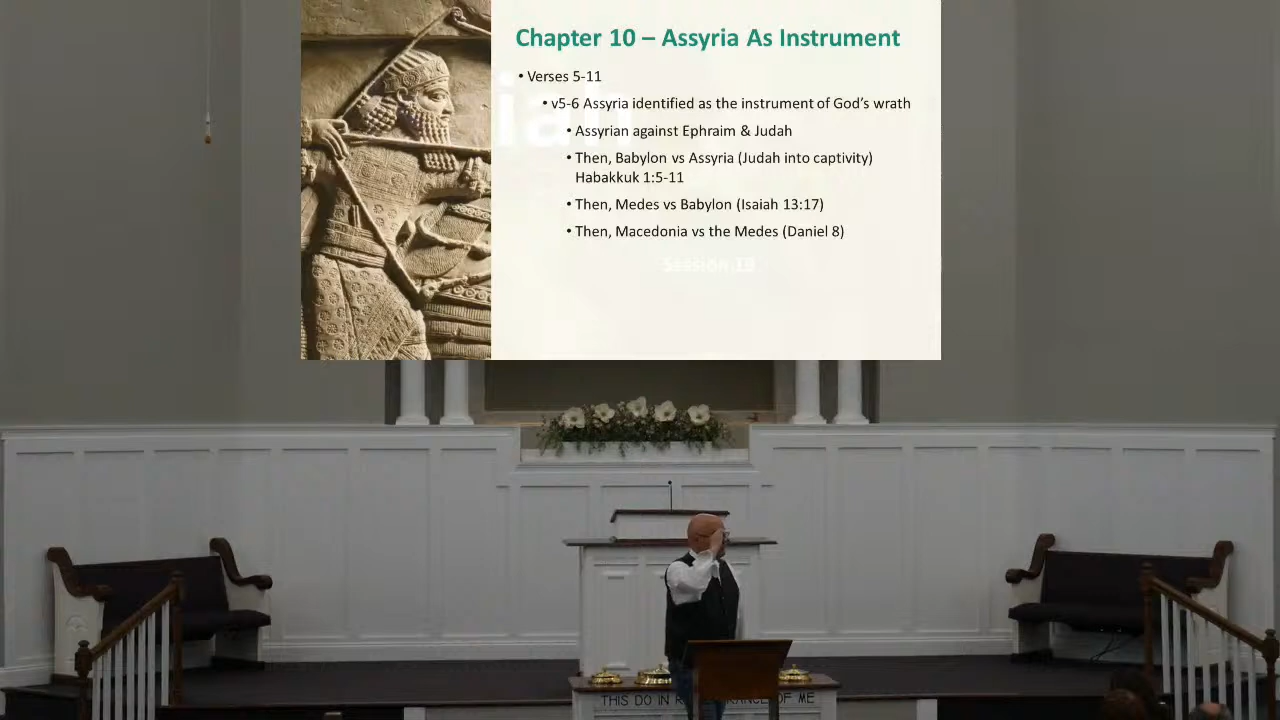 Chapter 10 – Assyria As Instrument
• Verses 5-11
• v5-6 Assyria identified as the instrument of God's wrath
• Assyrian against Ephraim & Judah
• Then, Babylon vs Assyria (Judah into captivity)
Habakkuk 1:5-11
• Then, Medes vs Babylon (Isaiah 13:17)
• Then, Macedonia vs the Medes (Daniel 8)
Session 19
THIS DO IN OF ME